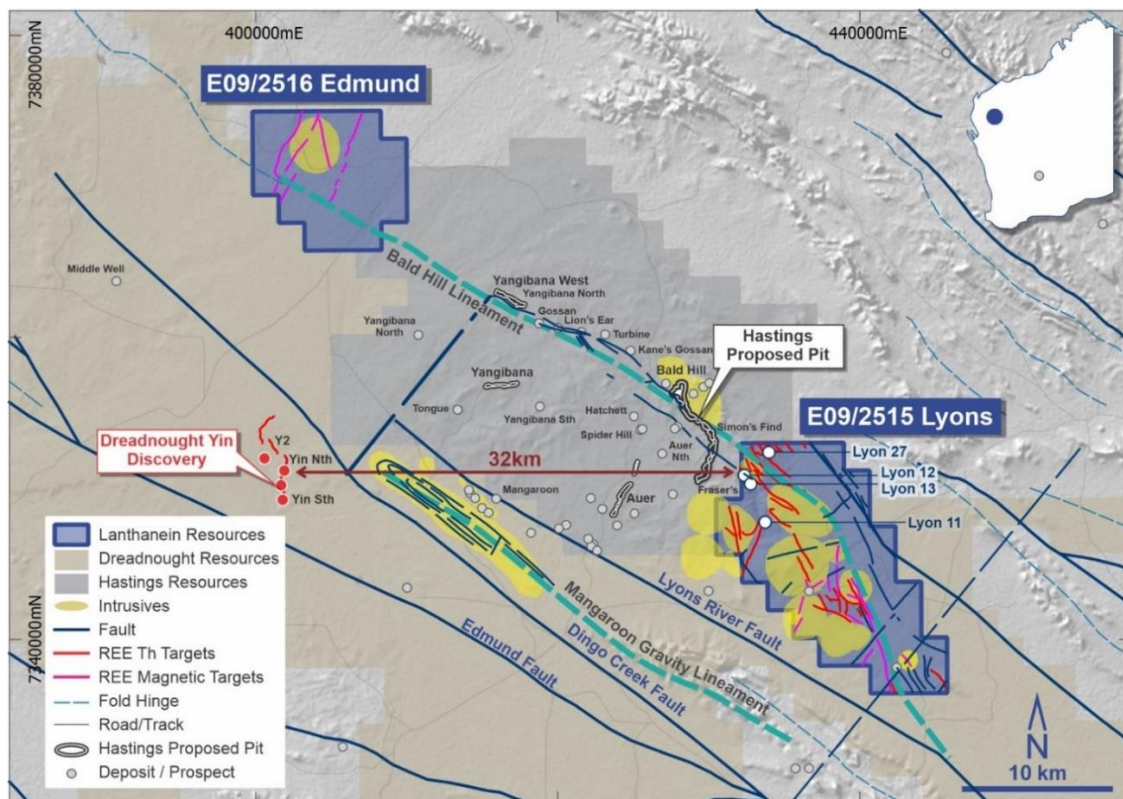 400000mE
440000mE
7380000mN
7340000mN
E09/2516 Edmund
Bald Hill Lineament
Middle Well
Yangibana West
Yangibana North
Gossan
Lion's Ear
Yangibana
North
Turbine
Kane's Gossan
Hastings
Proposed Pit
Bald Hill
Yangibana
Tongue
Yangibana Sth
Hatchett
Spider Hill
Simon's Find
Auer
Nth
E09/2515 Lyons
Y2
Yin Nth
Dreadnought Yin
Discovery
Yin Sth
32km
Mangaroon
Auer
Fraser's
Lyon 27
Lyon 12
Lyon 13
Lyon 11
Lyons River Fault
Mangaroon Gravity Lineament
Dingo Creek Fault
Edmund Fault
Lanthanein Resources
Dreadnought Resources
Hastings Resources
Intrusives
Fault
REE Th Targets
REE Magnetic Targets
Fold Hinge
Road/Track
Hastings Proposed Pit
Deposit / Prospect
N
10 km